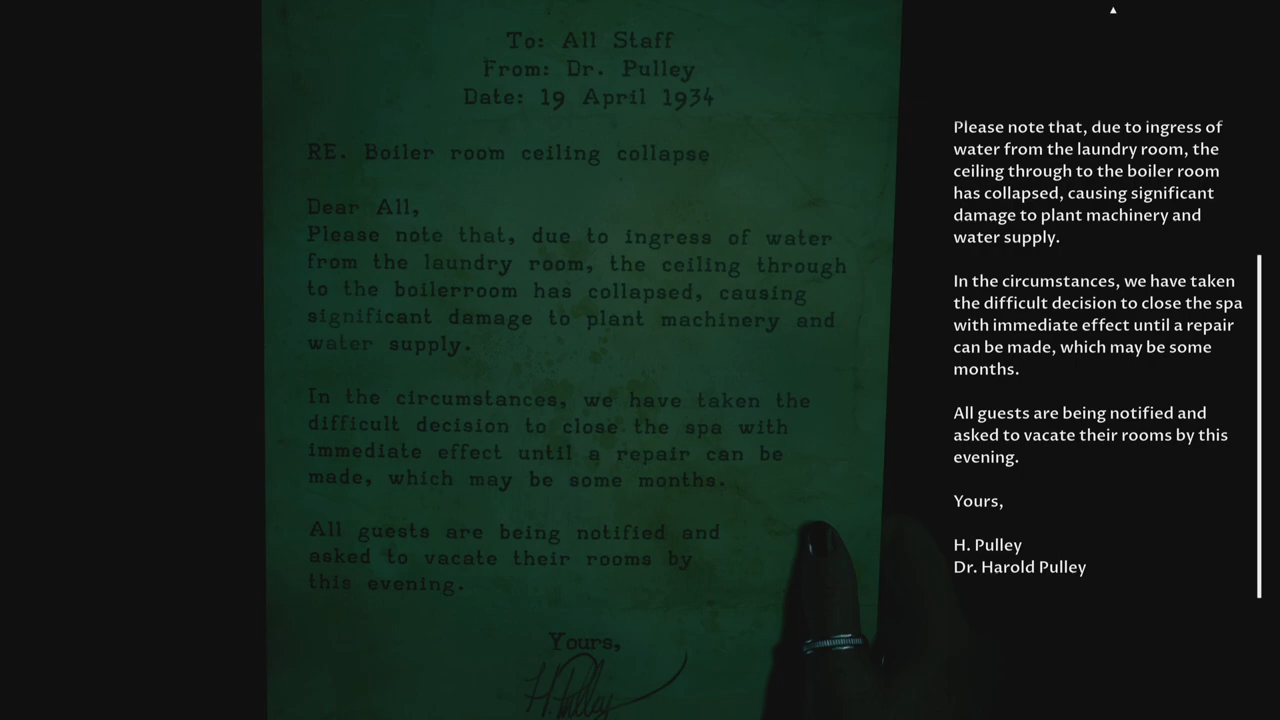 To: All Staff
From: Dr. Pulley
Date: 19 April 1934
RE. Boiler room ceiling collapse
Dear All,
Please note that, due to ingress of water
from the laundry room, the ceiling through
to the boilerroom has collapsed, causing
significant damage to plant machinery and
water supply.
In the circumstances, we have taken the
difficult decision to close the spa with
immediate effect until a repair can be
made, which may be some months.
All guests are being notified and
asked to vacate their rooms by
this evening.
Yours,
H. Pulley
Please note that, due to ingress of
water from the laundry room, the
ceiling through to the boiler room
has collapsed, causing significant
damage to plant machinery and
water supply.
In the circumstances, we have taken
the difficult decision to close the spa
with immediate effect until a repair
can be made, which may be some
months.
All guests are being notified and
asked to vacate their rooms by this
evening.
Yours,
H. Pulley
Dr. Harold Pulley